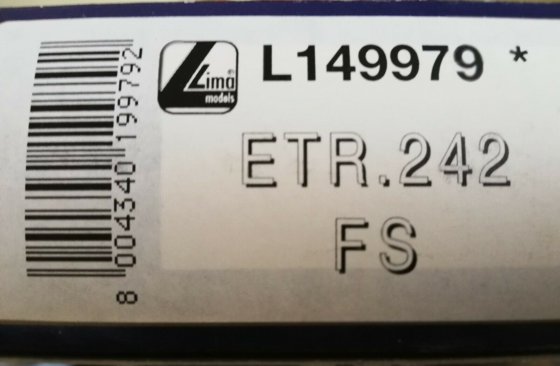 Lima®
models
L149979 *
ETR.242
FS
8 004340 199792